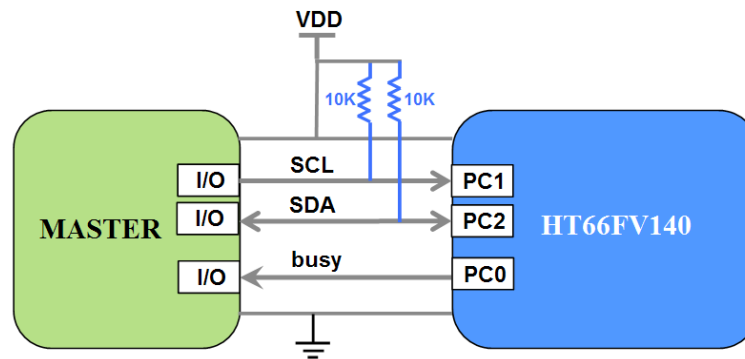 VDD
10K 10K
I/O SCL PC1
I/O SDA PC2
MASTER HT66FV140
I/O busy PC0